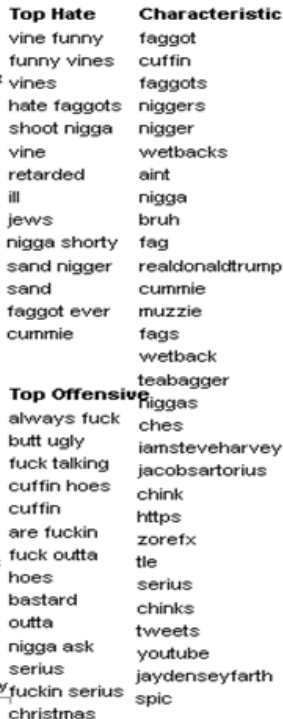 Top Hate
vine funny
funny vines
vines
hate faggots
shoot nigga
vine
retarded
ill
jews
nigga shorty
sand nigger
sand
faggot ever
cummie
Top Offensive
always fuck
butt ugly
fuck talking
cuffin hoes
cuffin
are fuckin
fuck outta
hoes
bastard
outta
nigga ask
serius
fuckin serius
christmas
Characteristic
faggot
cuffin
faggots
niggers
nigger
wetbacks
aint
nigga
bruh
fag
realdonaldtrump
cummie
muzzie
fags
wetback
teabagger
niggas
ches
iamsteveharvey
jacobsartorius
chink
https
zorefx
tle
serius
chinks
tweets
youtube
jaydenseyfarth
spic